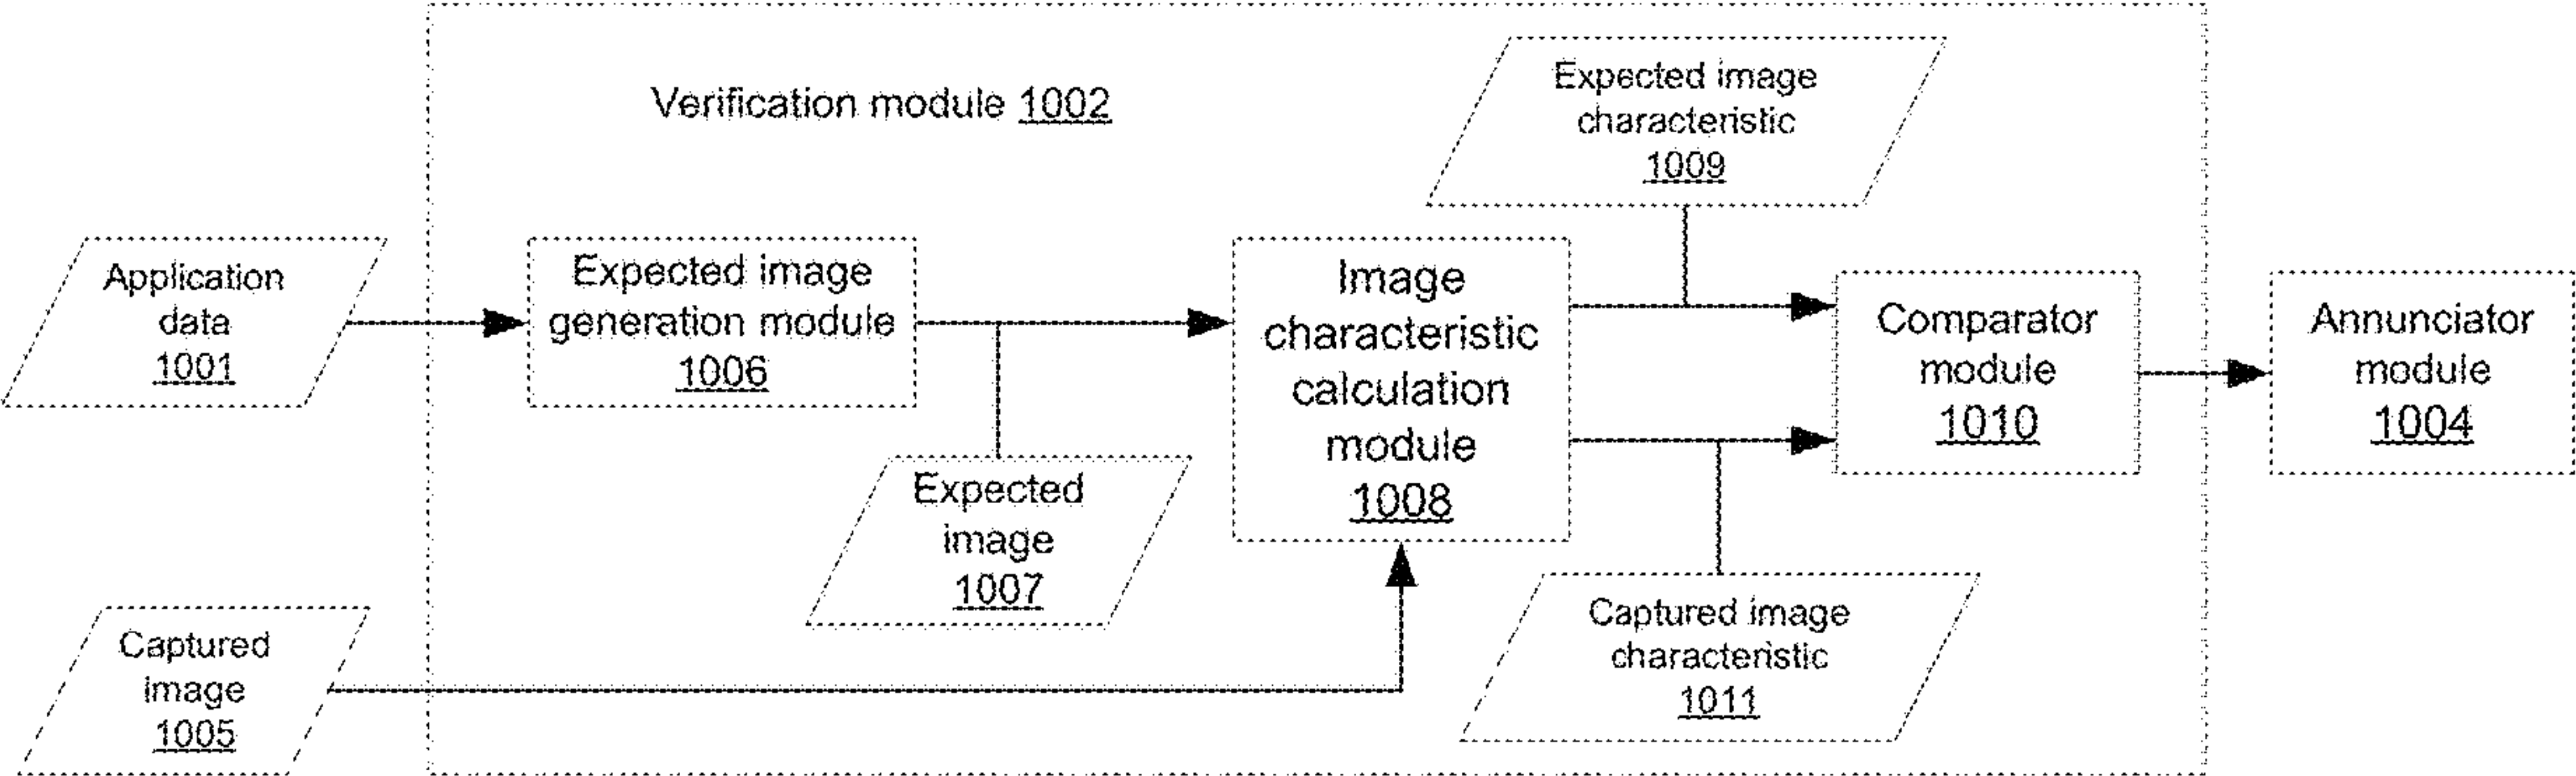 Verification module 1002
Expected image
characteristic
1009
Application
data
1001
Expected image
generation module
1006
Image
characteristic
calculation
module
1008
Comparator
module
1010
Annunciator
module
1004
Expected
image
1007
Captured
image
1005
Captured image
characteristic
1011